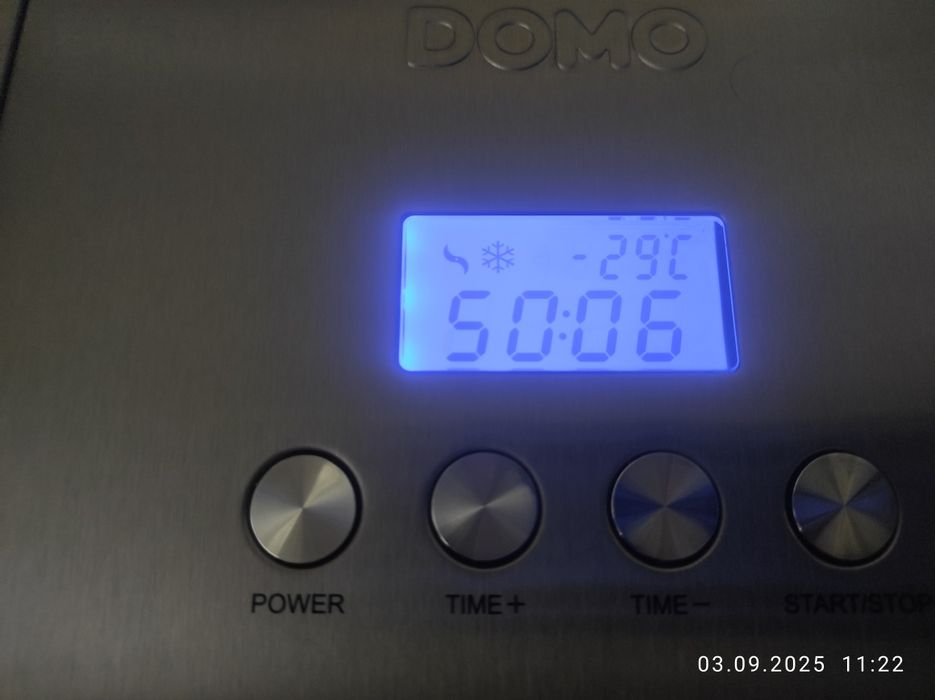 DOMO
-29°C
50:06
POWER TIME+ TIME- START/STOP
03.09.2025 11:22